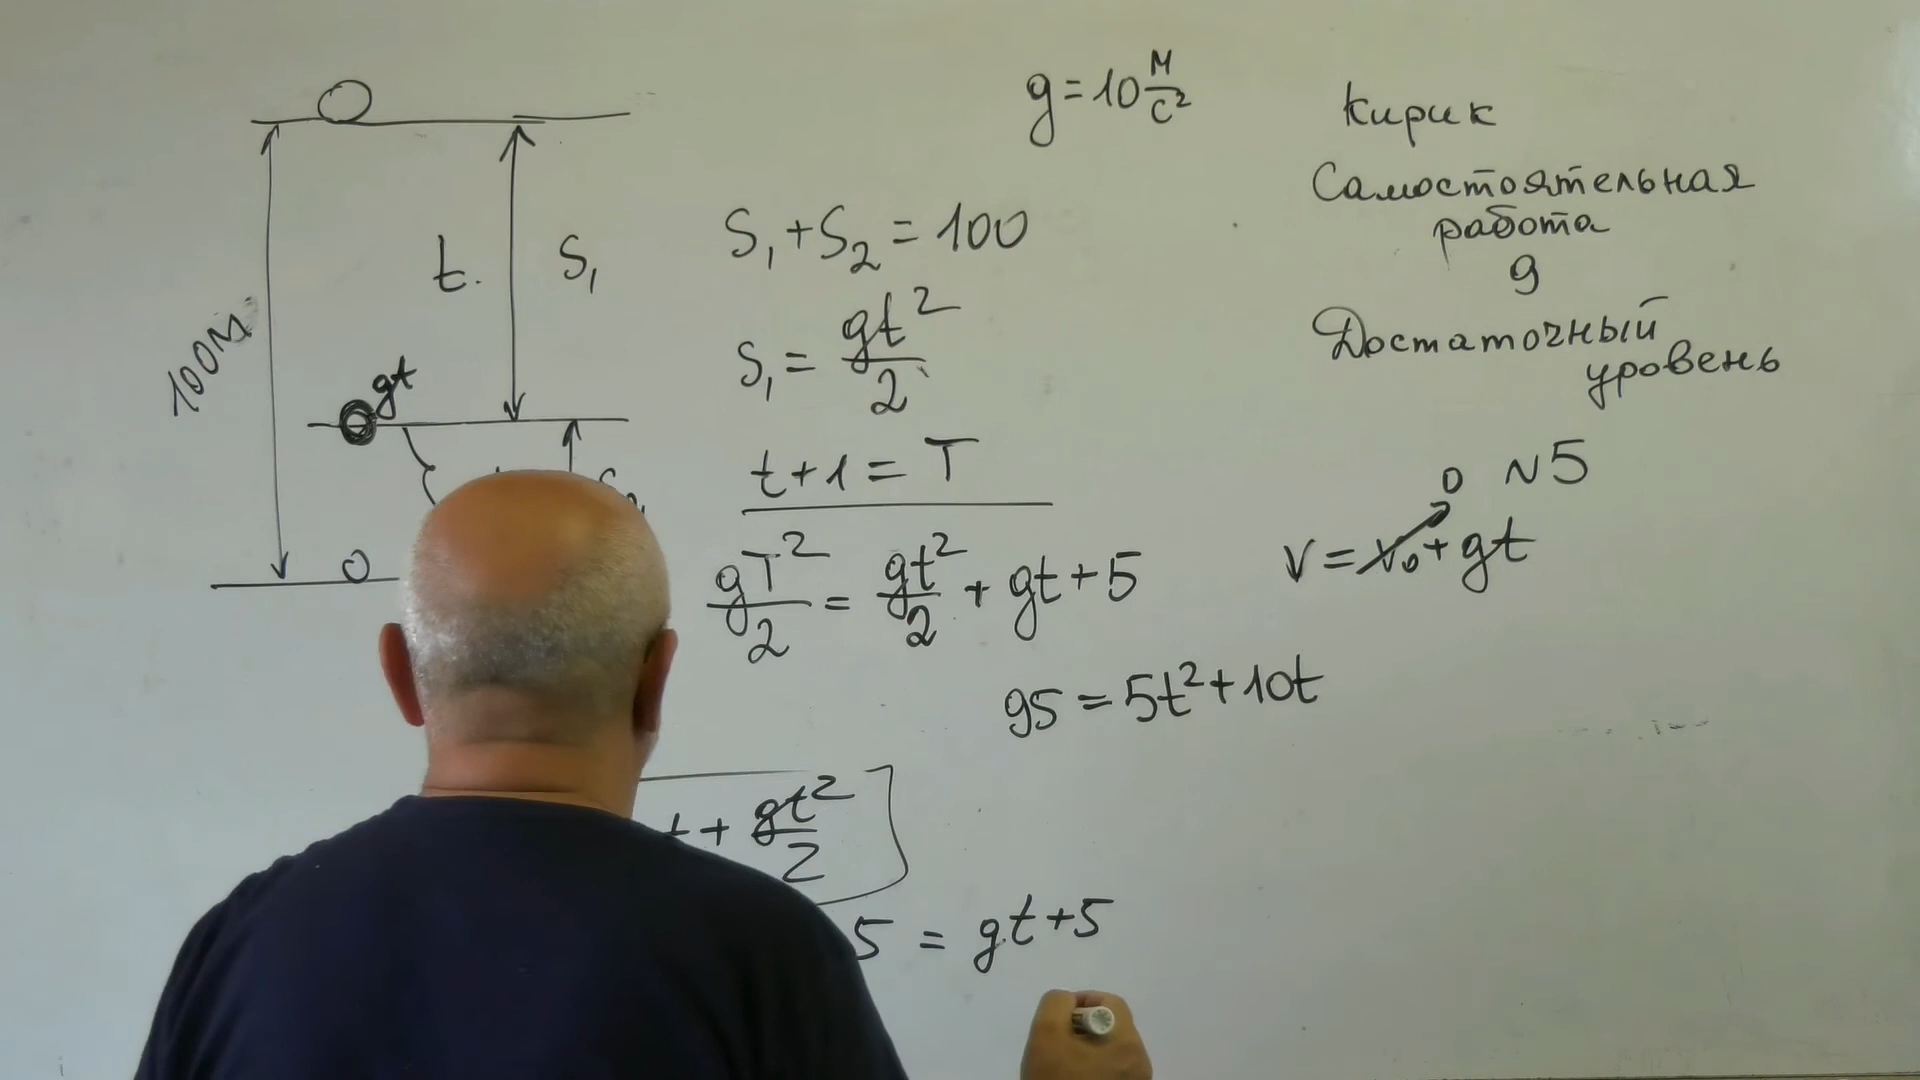 g = 10 м/с²
Кирик
Самостоятельная
работа
9
Достаточный
уровень
№5
100м
t.
S₁
gt
S₁ + S₂ = 100
S₁ = gt²/2
t + 1 = T
gT²/2 = gt²/2 + gt + 5
0
V = V₀ + gt
95 = 5t² + 10t
t + gt²/2
5 = gt + 5